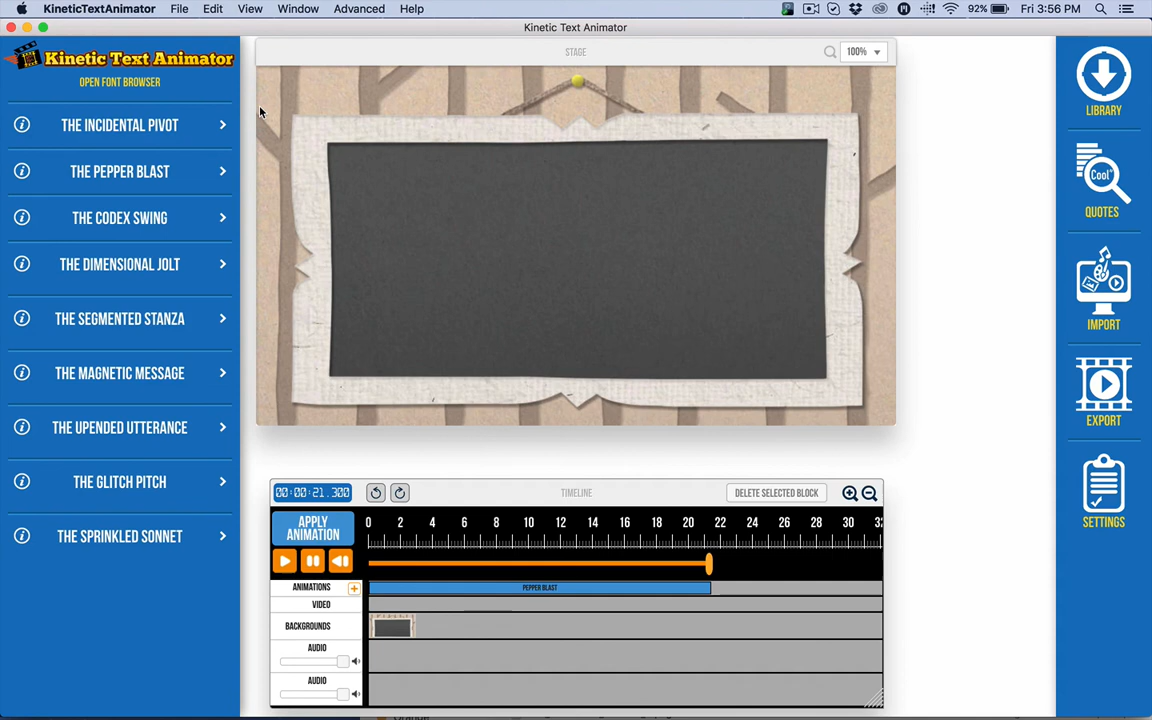 KineticTextAnimator File Edit View Window Advanced Help 92% Fri 3:56 PM
Kinetic Text Animator
Kinetic Text Animator
OPEN FONT BROWSER
THE INCIDENTAL PIVOT
THE PEPPER BLAST
THE CODEX SWING
THE DIMENSIONAL JOLT
THE SEGMENTED STANZA
THE MAGNETIC MESSAGE
THE UPENDED UTTERANCE
THE GLITCH PITCH
THE SPRINKLED SONNET
STAGE 100%
00:00:21.300 TIMELINE DELETE SELECTED BLOCK
APPLY ANIMATION
0 2 4 6 8 10 12 14 16 18 20 22 24 26 28 30
ANIMATIONS + PEPPER BLAST
VIDEO
BACKGROUNDS
AUDIO
AUDIO
LIBRARY
Cool
QUOTES
IMPORT
EXPORT
SETTINGS